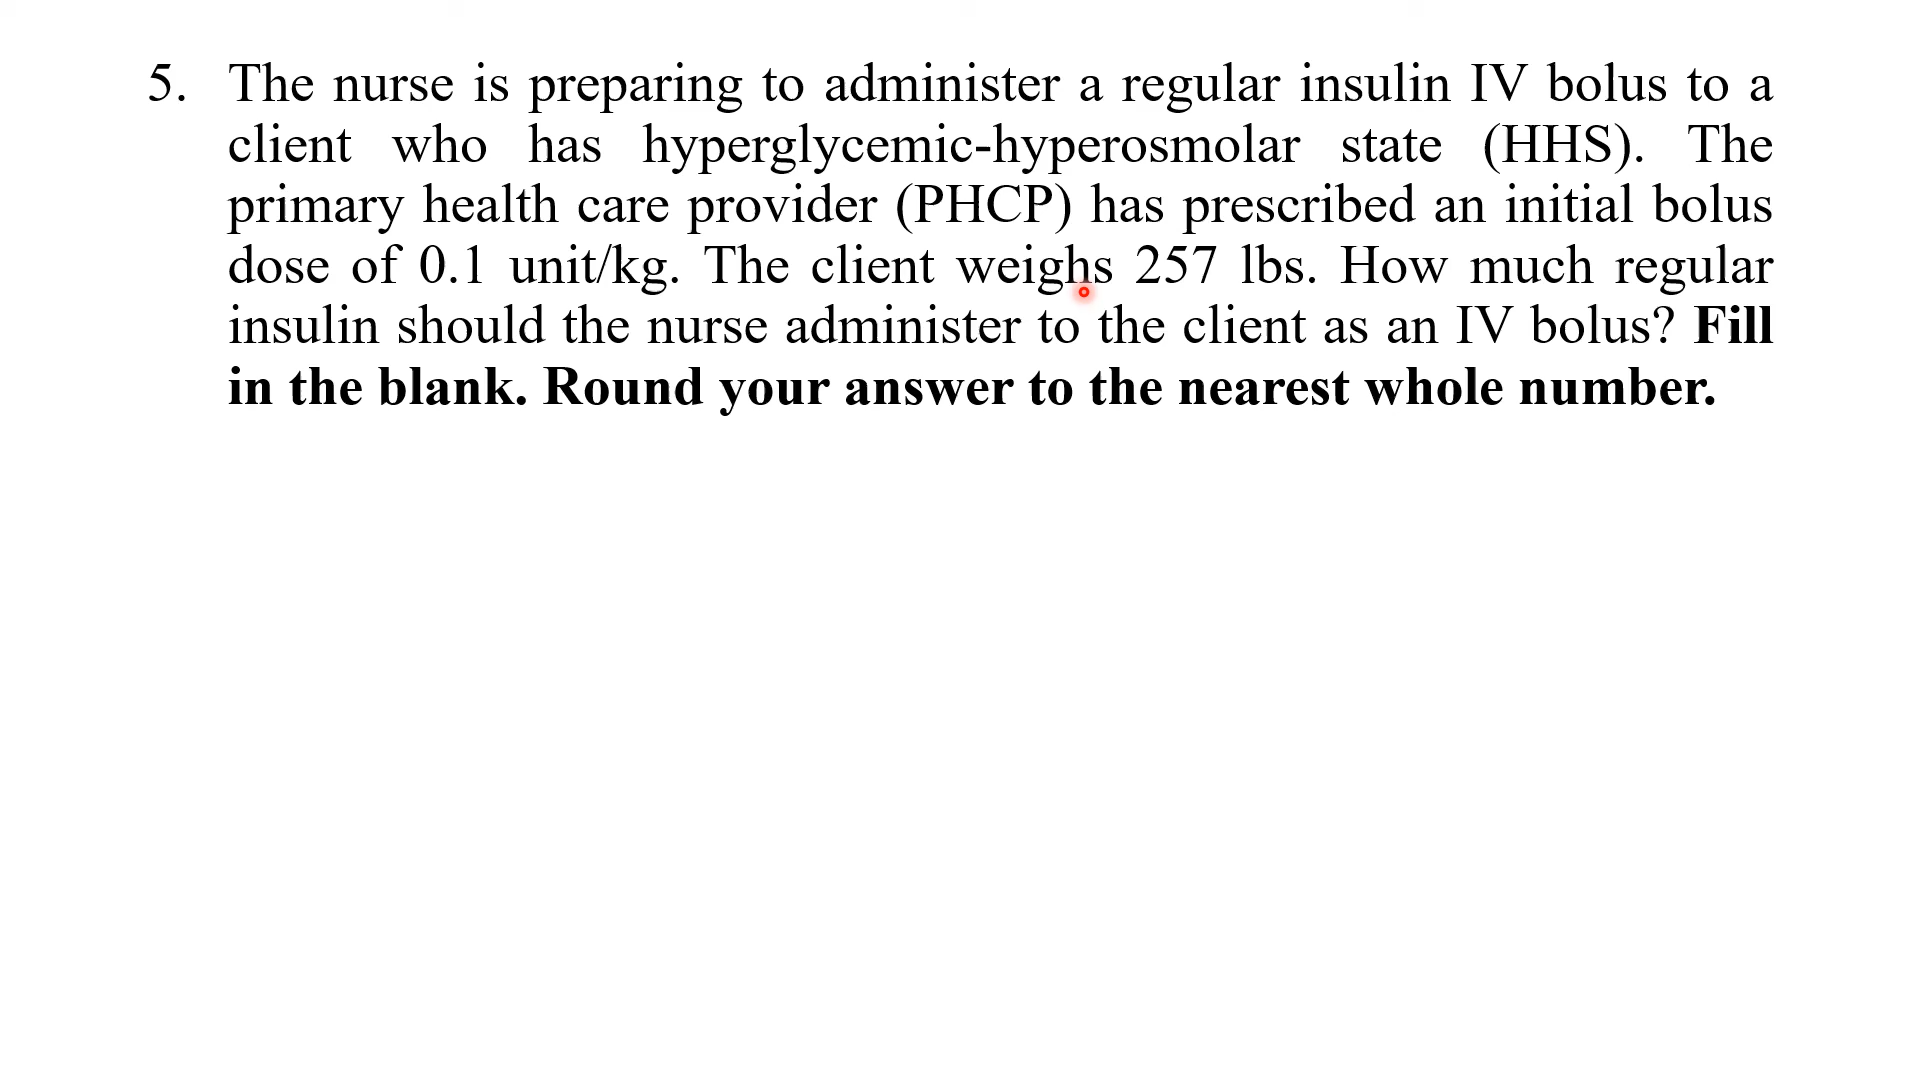 5. The nurse is preparing to administer a regular insulin IV bolus to a
client who has hyperglycemic-hyperosmolar state (HHS). The
primary health care provider (PHCP) has prescribed an initial bolus
dose of 0.1 unit/kg. The client weighs 257 lbs. How much regular
insulin should the nurse administer to the client as an IV bolus? Fill
in the blank. Round your answer to the nearest whole number.